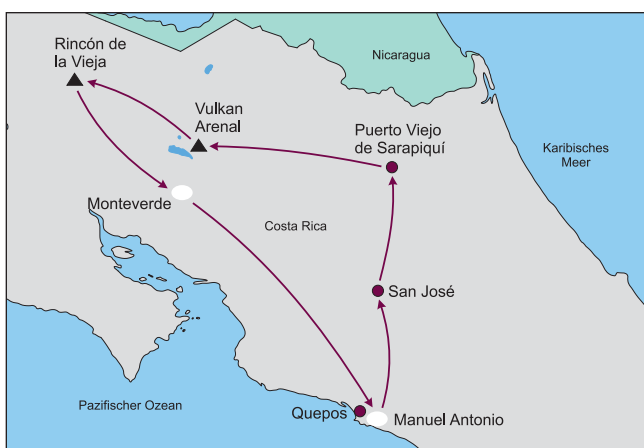 Rincón de
la Vieja
Nicaragua
Vulkan
Arenal
Puerto Viejo
de Sarapiquí
Karibisches
Meer
Monteverde
Costa Rica
San José
Pazifischer Ozean
Quepos
Manuel Antonio